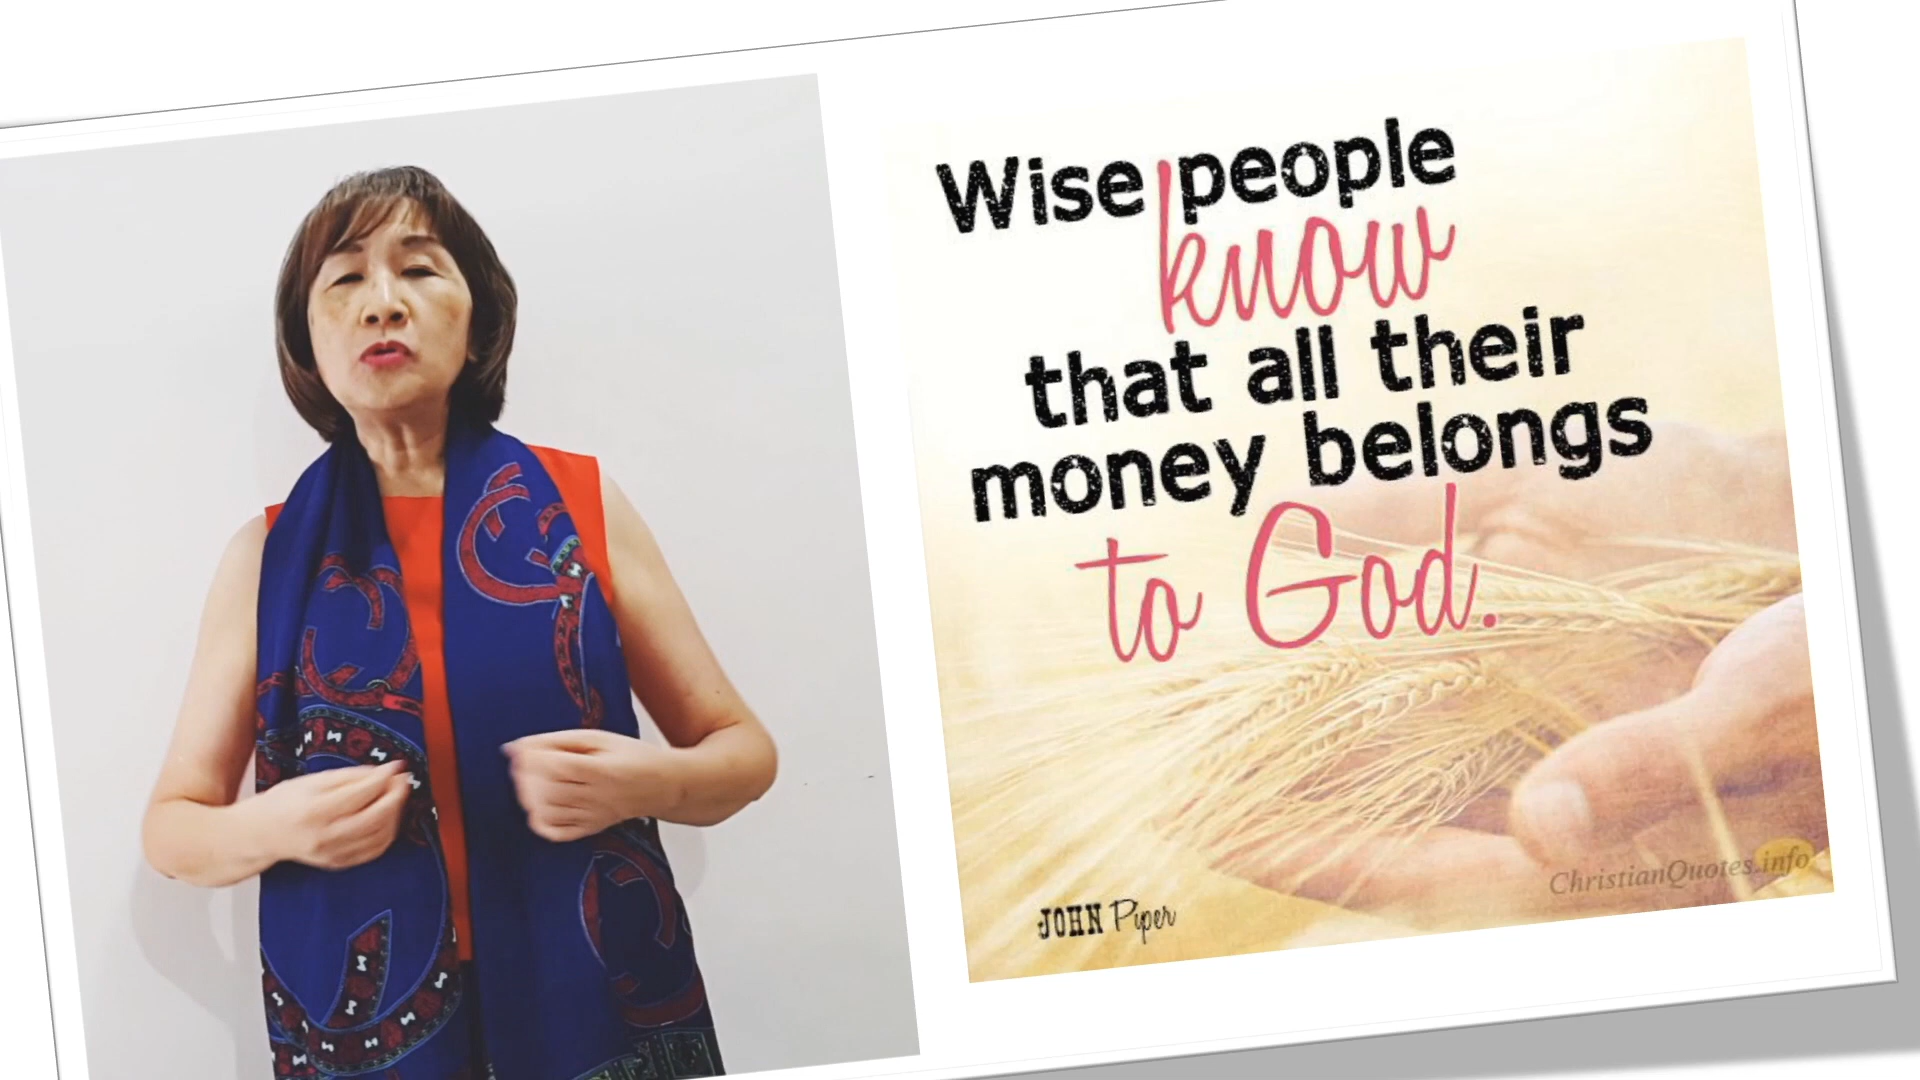 Wise people
know
that all their
money belongs
to God.
ChristianQuotes.info
JOHN Piper